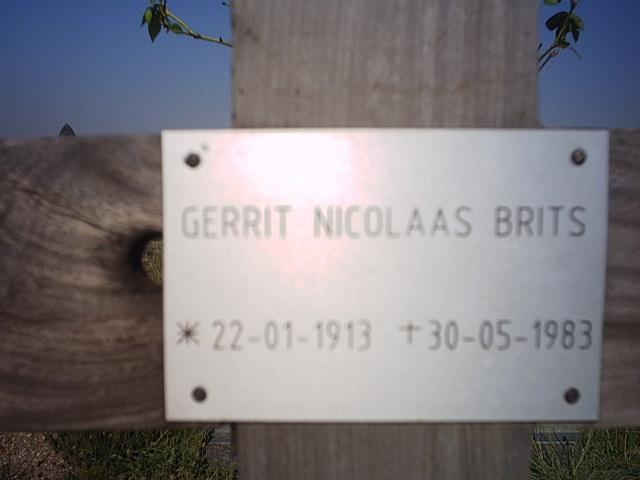 GERRIT NICOLAAS BRITS
* 22-01-1913 †30-05-1983